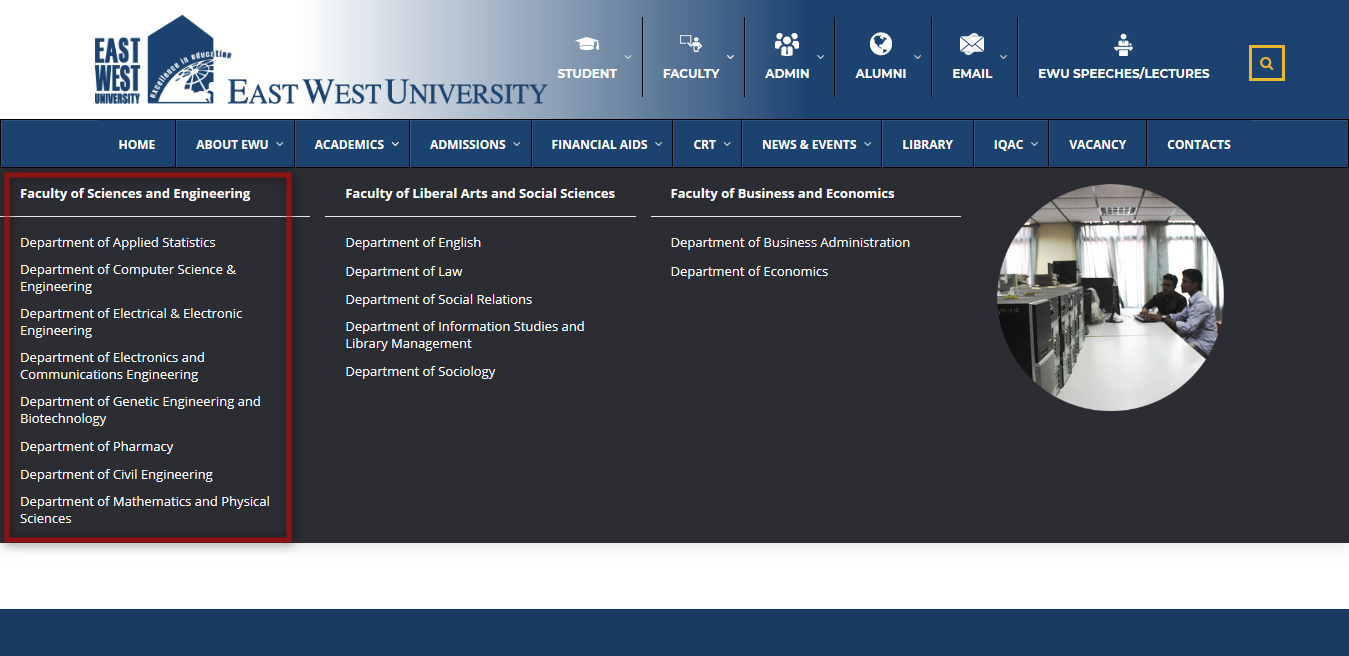 EAST
WEST
UNIVERSITY
Excellence in education
EAST WEST UNIVERSITY
STUDENT
FACULTY
ADMIN
ALUMNI
EMAIL
EWU SPEECHES/LECTURES
HOME
ABOUT EWU
ACADEMICS
ADMISSIONS
FINANCIAL AIDS
CRT
NEWS & EVENTS
LIBRARY
IQAC
VACANCY
CONTACTS
Faculty of Sciences and Engineering
Department of Applied Statistics
Department of Computer Science &
Engineering
Department of Electrical & Electronic
Engineering
Department of Electronics and
Communications Engineering
Department of Genetic Engineering and
Biotechnology
Department of Pharmacy
Department of Civil Engineering
Department of Mathematics and Physical
Sciences
Faculty of Liberal Arts and Social Sciences
Department of English
Department of Law
Department of Social Relations
Department of Information Studies and
Library Management
Department of Sociology
Faculty of Business and Economics
Department of Business Administration
Department of Economics